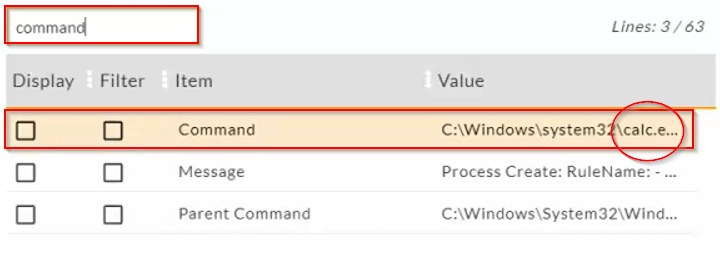 command
Lines: 3 / 63
Display Filter Item Value
Command C:\Windows\system32\calc.e...
Message Process Create: RuleName: - ...
Parent Command C:\Windows\System32\Wind...